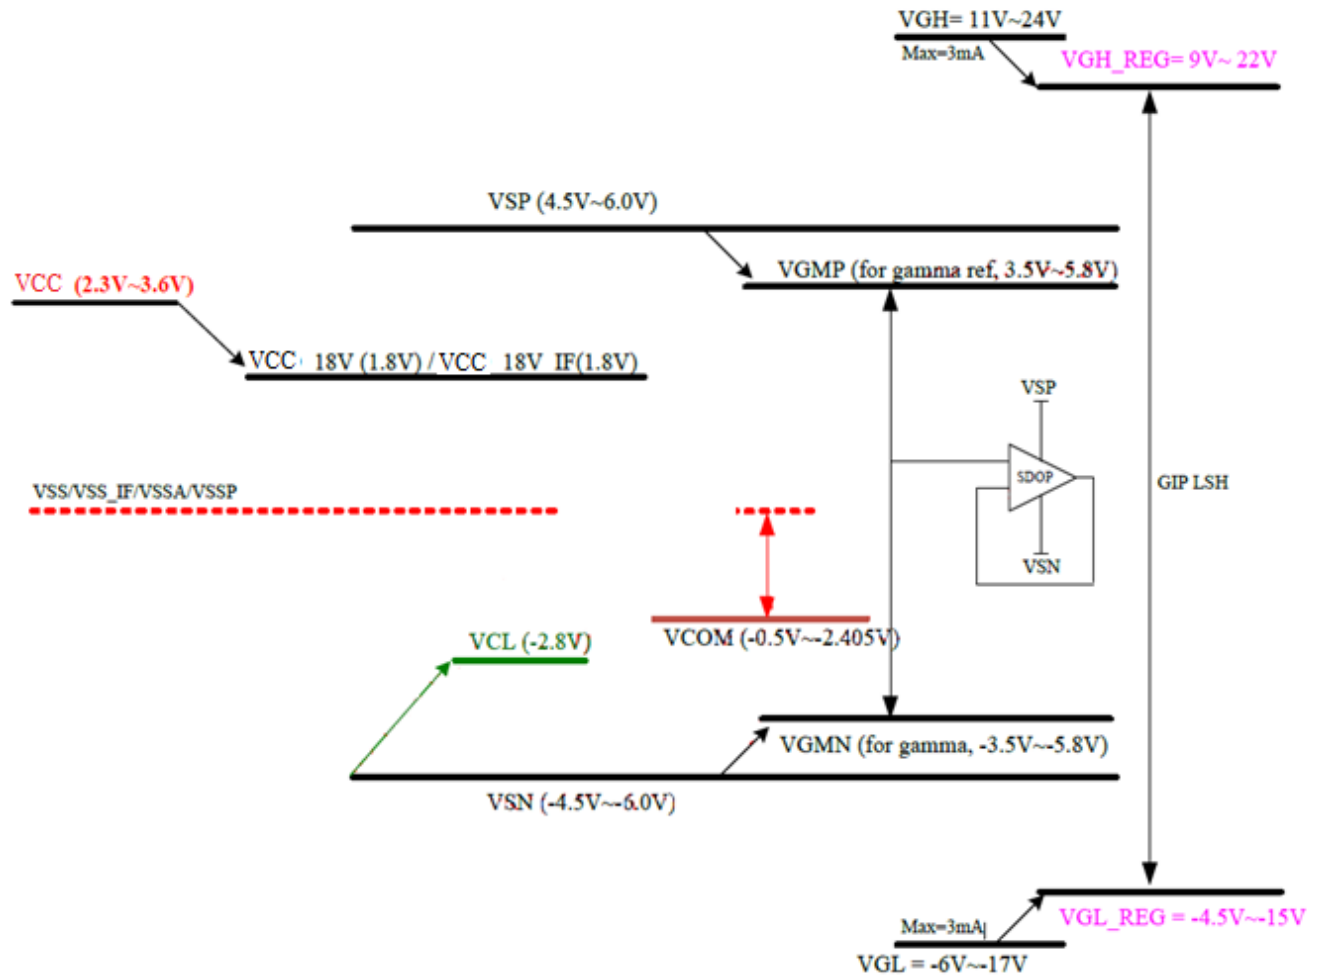 VGH= 11V~24V
Max=3mA
VGH_REG= 9V~ 22V
VSP (4.5V~6.0V)
VGMP (for gamma ref, 3.5V~5.8V)
VCC (2.3V~3.6V)
VCC 18V (1.8V) / VCC 18V IF(1.8V)
VSP
SDOP
VSN
GIP LSH
VSS/VSS_IF/VSSA/VSSP
VCOM (-0.5V~-2.405V)
VCL (-2.8V)
VGMN (for gamma, -3.5V~-5.8V)
VSN (-4.5V~-6.0V)
VGL_REG = -4.5V~-15V
Max=3mA
VGL = -6V~-17V